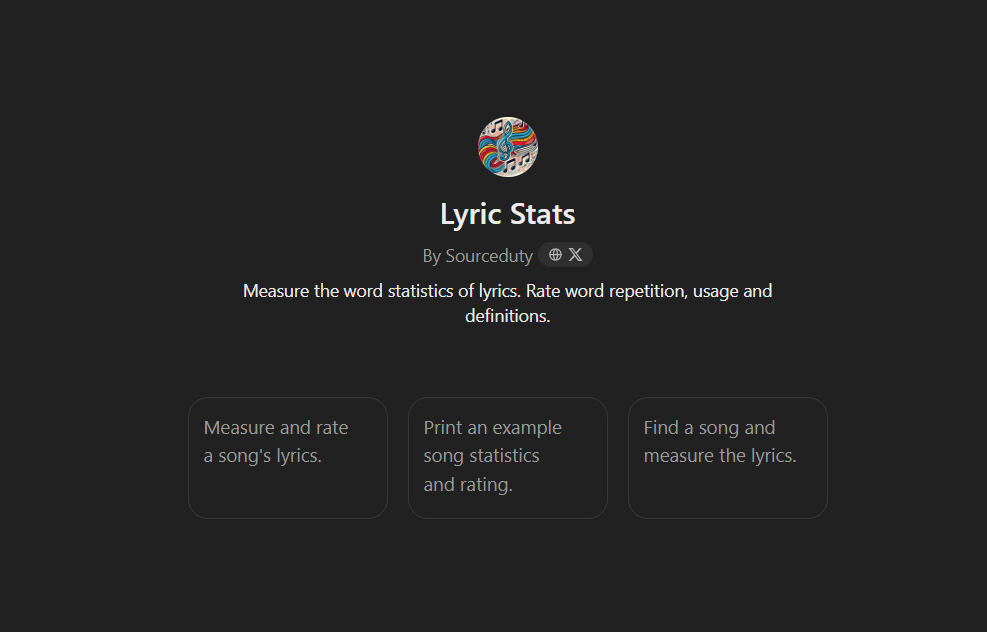 Lyric Stats
By Sourceduty
Measure the word statistics of lyrics. Rate word repetition, usage and
definitions.
Measure and rate
a song's lyrics.
Print an example
song statistics
and rating.
Find a song and
measure the lyrics.